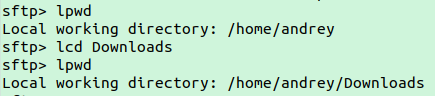 sftp> lpwd
Local working directory: /home/andrey
sftp> lcd Downloads
sftp> lpwd
Local working directory: /home/andrey/Downloads